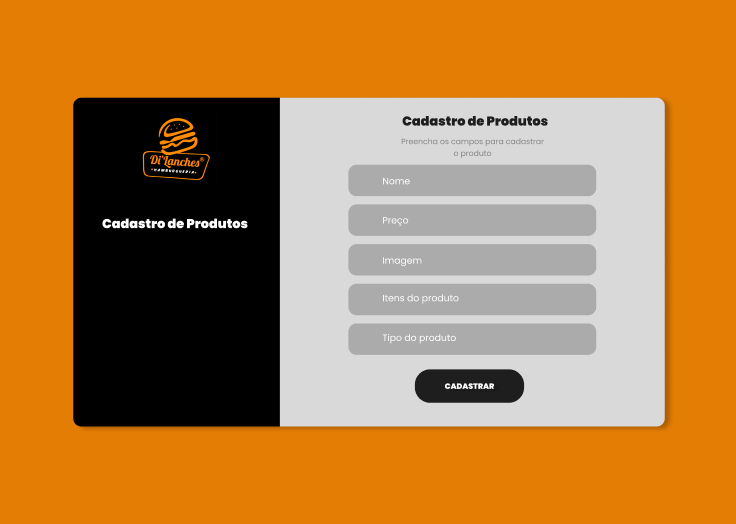 Di'Lanches®
•HAMBURGUERIA•
Cadastro de Produtos
Cadastro de Produtos
Preencha os campos para cadastrar
o produto
Nome
Preço
Imagem
Itens do produto
Tipo do produto
CADASTRAR